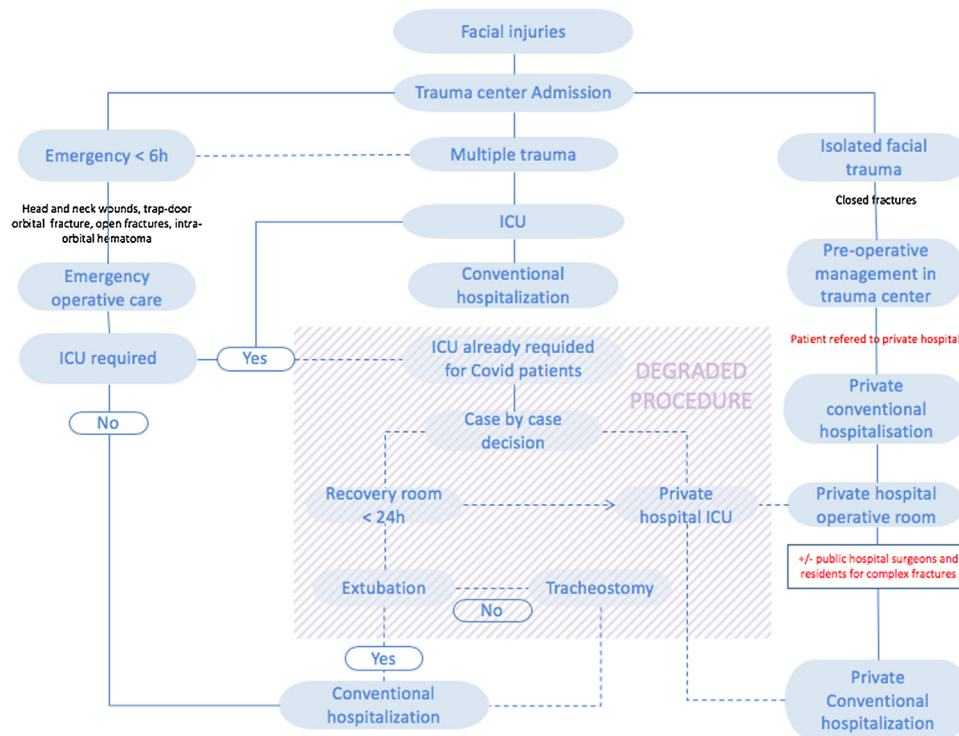 Facial injuries
Trauma center Admission
Emergency < 6h
Multiple trauma
Isolated facial
trauma
Head and neck wounds, trap-door
orbital fracture, open fractures, intra-
orbital hematoma
Closed fractures
ICU
Emergency
operative care
Conventional
hospitalization
Pre-operative
management in
trauma center
ICU required
Yes
ICU already requided
for Covid patients
DEGRADED
PROCEDURE
Patient refered to private hospital
No
Case by case
decision
Private
conventional
hospitalisation
Recovery room
< 24h
Private
hospital ICU
Private hospital
operative room
+/- public hospital surgeons and
residents for complex fractures
Extubation
No
Tracheostomy
Yes
Conventional
hospitalization
Private
Conventional
hospitalization